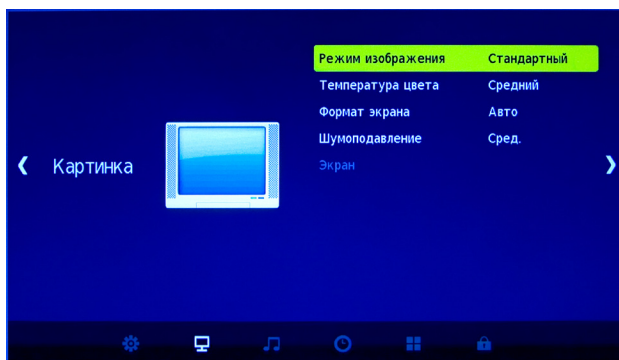 Режим изображения Стандартный
Температура цвета Средний
Формат экрана Авто
Шумоподавление Сред.
Картинка
Экран